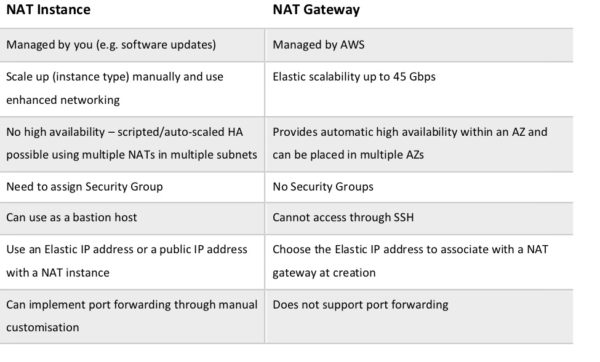 NAT Instance NAT Gateway
Managed by you (e.g. software updates) Managed by AWS
Scale up (instance type) manually and use Elastic scalability up to 45 Gbps
enhanced networking
No high availability – scripted/auto-scaled HA Provides automatic high availability within an AZ and
possible using multiple NATs in multiple subnets can be placed in multiple AZs
Need to assign Security Group No Security Groups
Can use as a bastion host Cannot access through SSH
Use an Elastic IP address or a public IP address Choose the Elastic IP address to associate with a NAT
with a NAT instance gateway at creation
Can implement port forwarding through manual Does not support port forwarding
customisation